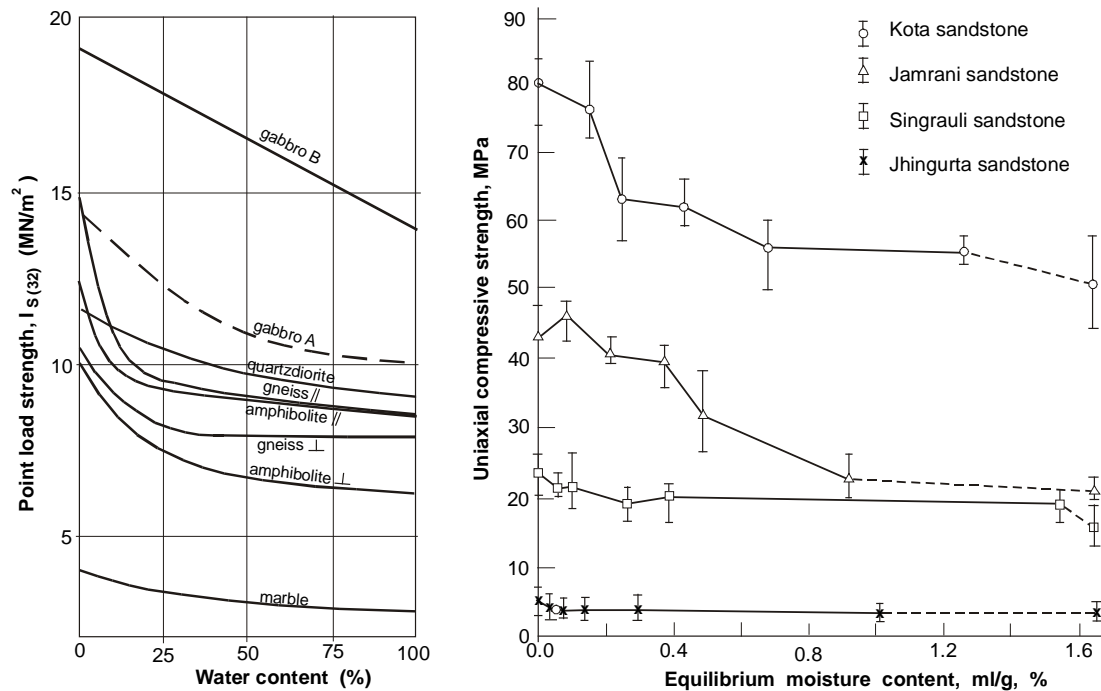 20
15
10
5
Point load strength, I S (32) (MN/m²)
gabbro B
gabbro A
quartzdiorite
gneiss //
amphibolite //
gneiss ⊥
amphibolite ⊥
marble
0 25 50 75 100
Water content (%)
90
80
70
60
50
40
30
20
10
0
Uniaxial compressive strength, MPa
Kota sandstone
Jamrani sandstone
Singrauli sandstone
Jhingurta sandstone
0.0 0.4 0.8 1.2 1.6
Equilibrium moisture content, ml/g, %